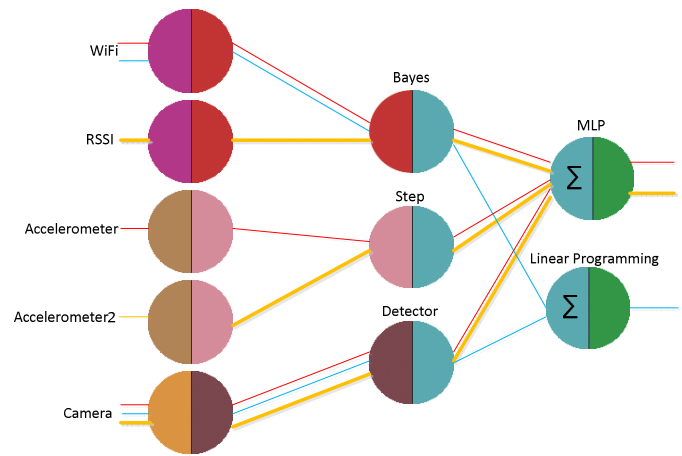 WiFi
Bayes
RSSI
MLP
Σ
Step
Accelerometer
Linear Programming
Σ
Detector
Accelerometer2
Camera